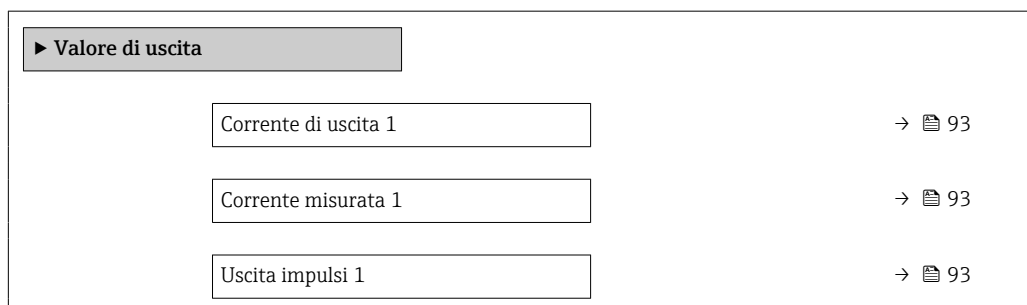 ▶ Valore di uscita
Corrente di uscita 1 → 93
Corrente misurata 1 → 93
Uscita impulsi 1 → 93